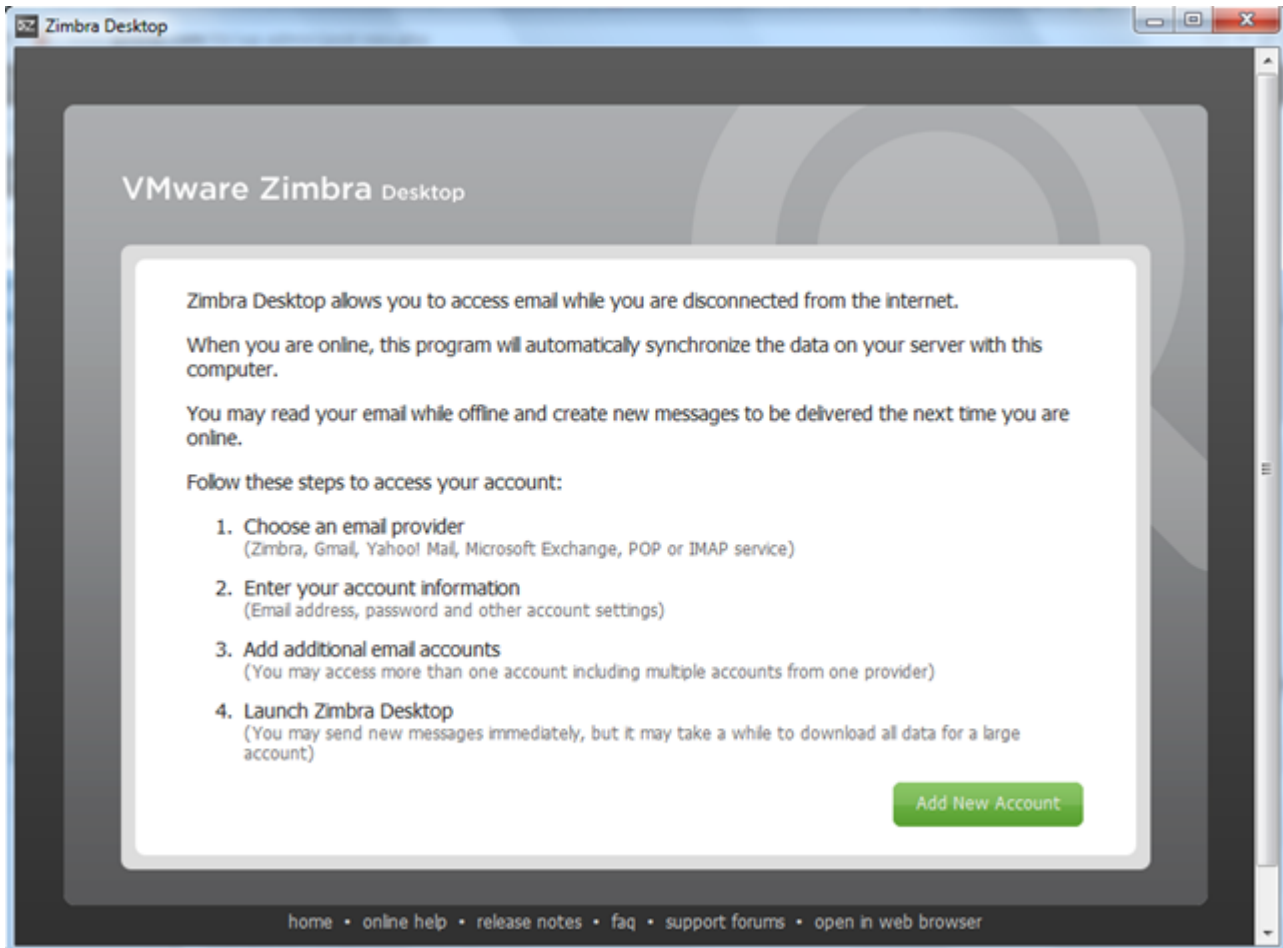 Zimbra Desktop
VMware Zimbra Desktop
Zimbra Desktop allows you to access email while you are disconnected from the internet.
When you are online, this program will automatically synchronize the data on your server with this
computer.
You may read your email while offline and create new messages to be delivered the next time you are
online.
Follow these steps to access your account:
1. Choose an email provider
(Zimbra, Gmail, Yahoo! Mail, Microsoft Exchange, POP or IMAP service)
2. Enter your account information
(Email address, password and other account settings)
3. Add additional email accounts
(You may access more than one account including multiple accounts from one provider)
4. Launch Zimbra Desktop
(You may send new messages immediately, but it may take a while to download all data for a large
account)
Add New Account
home • online help • release notes • faq • support forums • open in web browser